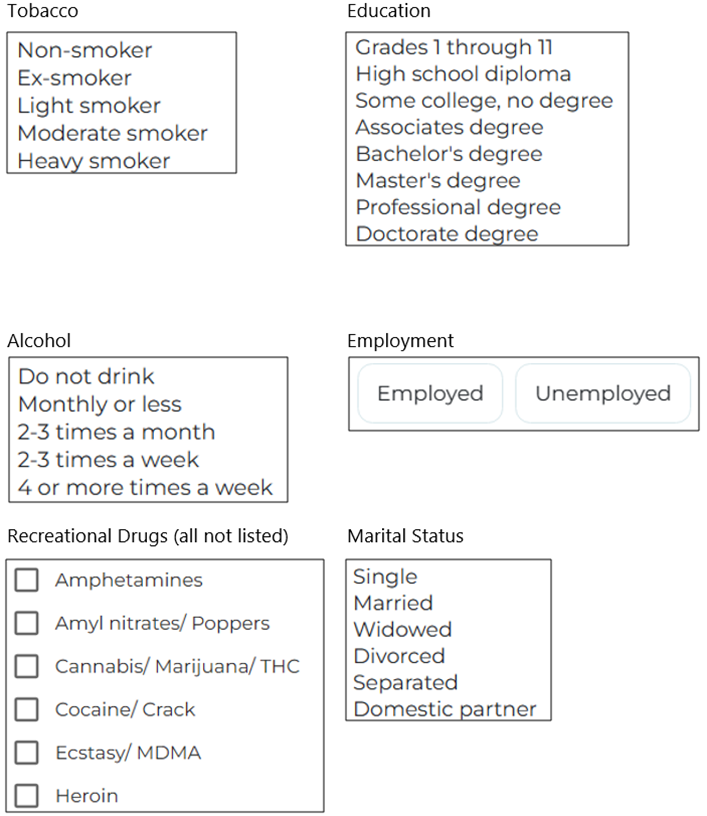 Tobacco
Non-smoker
Ex-smoker
Light smoker
Moderate smoker
Heavy smoker
Education
Grades 1 through 11
High school diploma
Some college, no degree
Associates degree
Bachelor's degree
Master's degree
Professional degree
Doctorate degree
Alcohol
Do not drink
Monthly or less
2-3 times a month
2-3 times a week
4 or more times a week
Employment
Employed
Unemployed
Recreational Drugs (all not listed)
Amphetamines
Amyl nitrates/ Poppers
Cannabis/ Marijuana/ THC
Cocaine/ Crack
Ecstasy/ MDMA
Heroin
Marital Status
Single
Married
Widowed
Divorced
Separated
Domestic partner